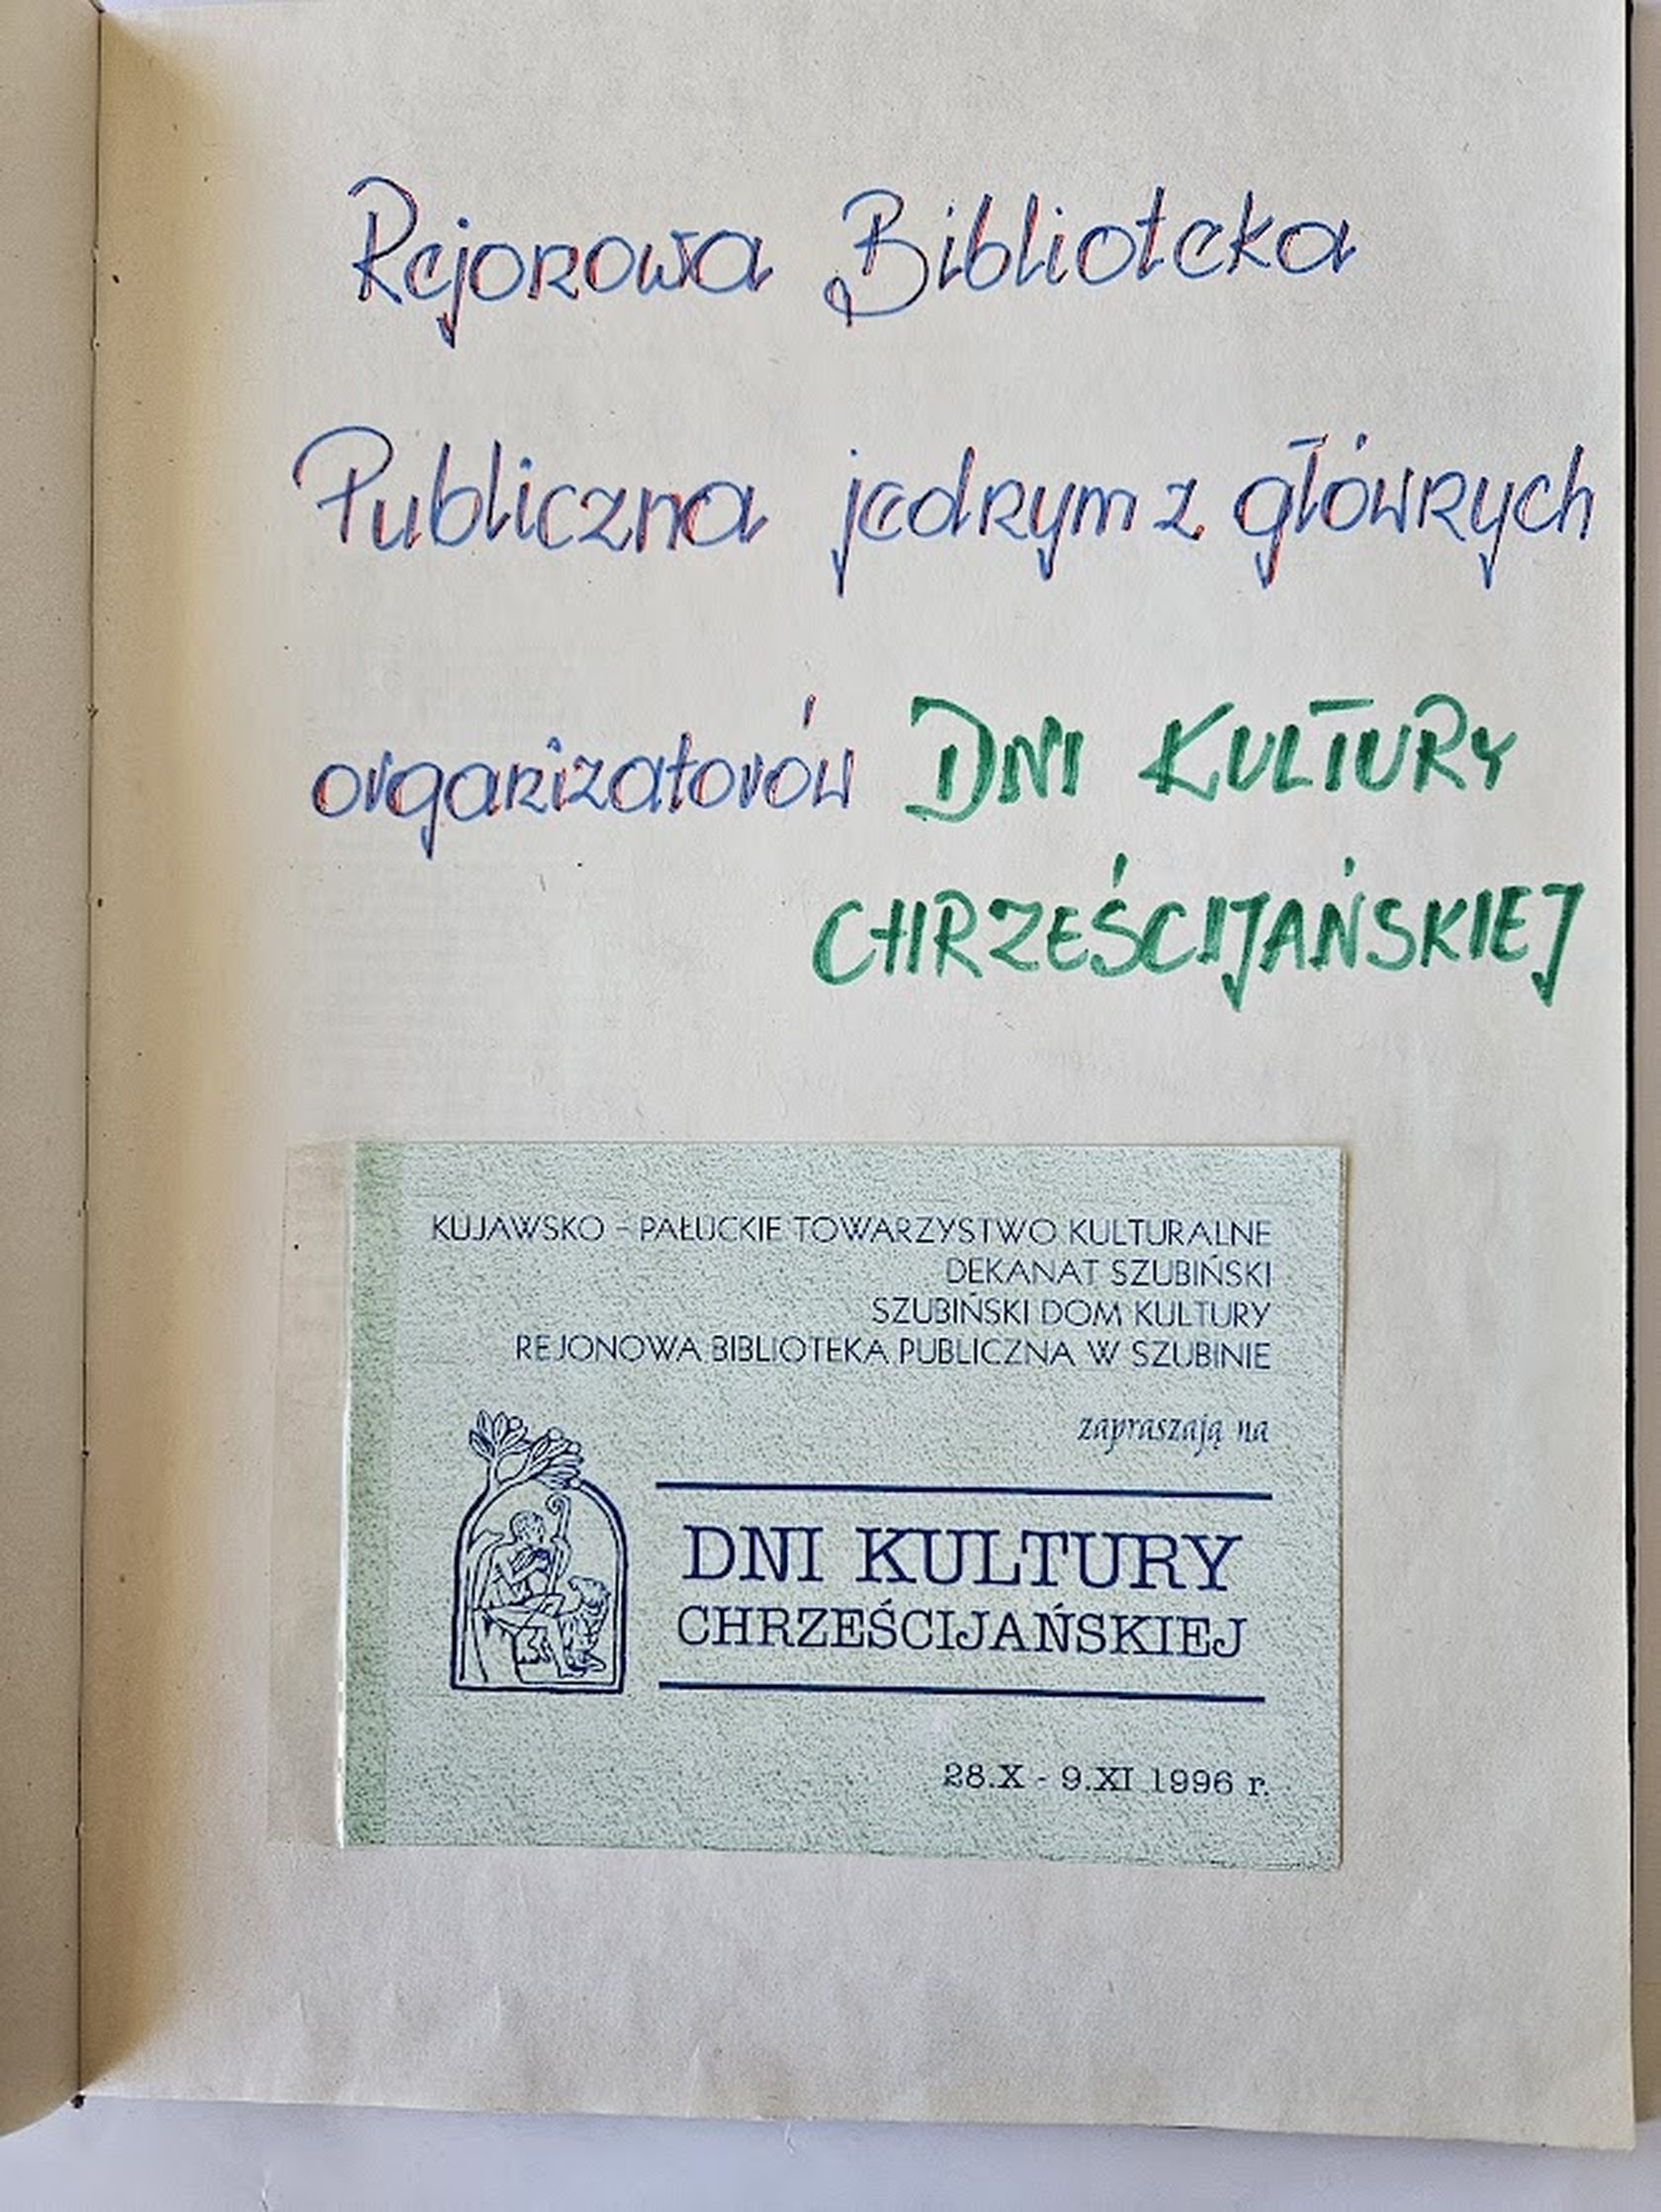 Rejonowa Biblioteka
Publiczna jednym z głównych
organizatorów DNI KULTURY
CHRZEŚCIJAŃSKIEJ
KUJAWSKO - PAŁUCKIE TOWARZYSTWO KULTURALNE
DEKANAT SZUBIŃSKI
SZUBIŃSKI DOM KULTURY
REJONOWA BIBLIOTEKA PUBLICZNA W SZUBINIE
zapraszają na
DNI KULTURY
CHRZEŚCIJAŃSKIEJ
28.X - 9.XI 1996 r.